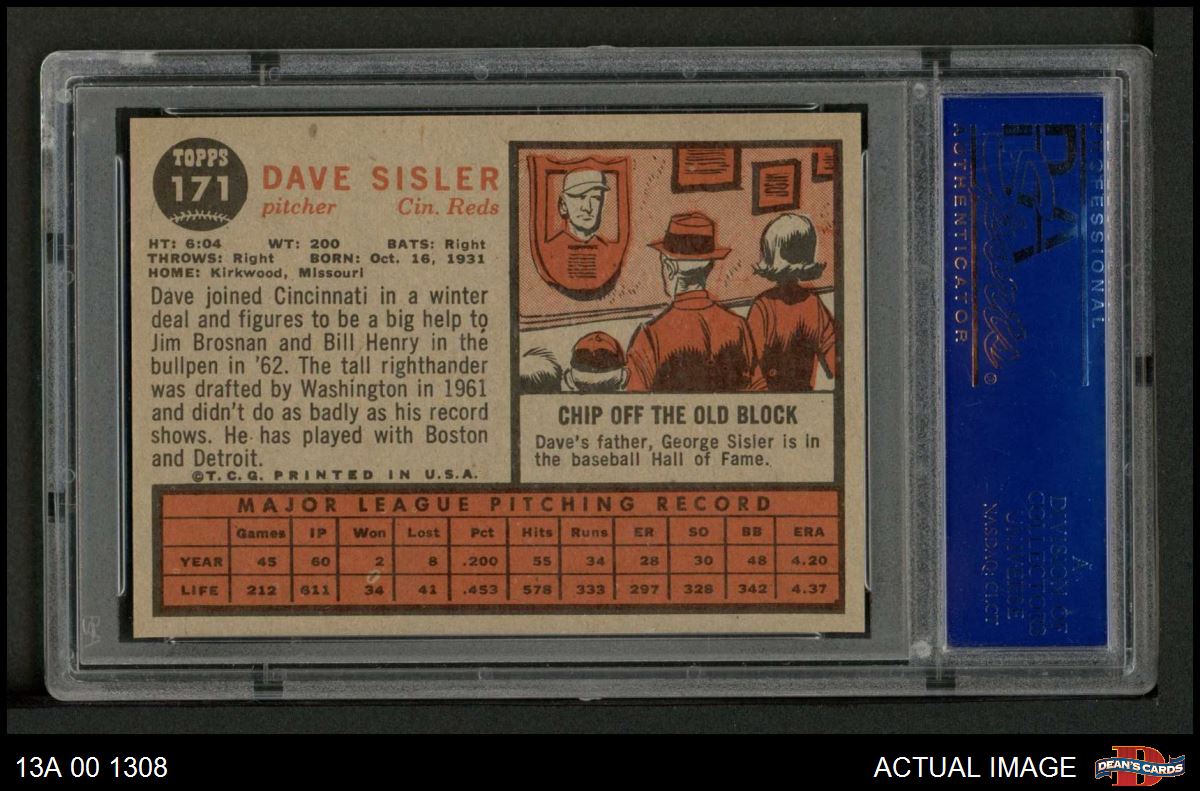 TOPPS
171
DAVE SISLER
pitcher Cin. Reds
HT: 6:04 WT: 200 BATS: Right
THROWS: Right BORN: Oct. 16, 1931
HOME: Kirkwood, Missouri
Dave joined Cincinnati in a winter
deal and figures to be a big help to
Jim Brosnan and Bill Henry in the
bullpen in '62. The tall righthander
was drafted by Washington in 1961
and didn't do as badly as his record
shows. He has played with Boston
and Detroit.
©T.C.G. PRINTED IN U.S.A.
CHIP OFF THE OLD BLOCK
Dave's father, George Sisler is in
the baseball Hall of Fame.
MAJOR LEAGUE PITCHING RECORD
Games IP Won Lost Pct Hits Runs ER SO BB ERA
YEAR 45 60 2 8 .200 55 34 28 30 48 4.20
LIFE 212 611 34 41 .453 578 333 297 328 342 4.37
PROFESSIONAL
PSA
AUTHENTICATOR
A
DIVISION OF
COLLECTORS
UNIVERSE
NASDAQ: CLCT
13A 00 1308
ACTUAL IMAGE
DEAN'S CARDS